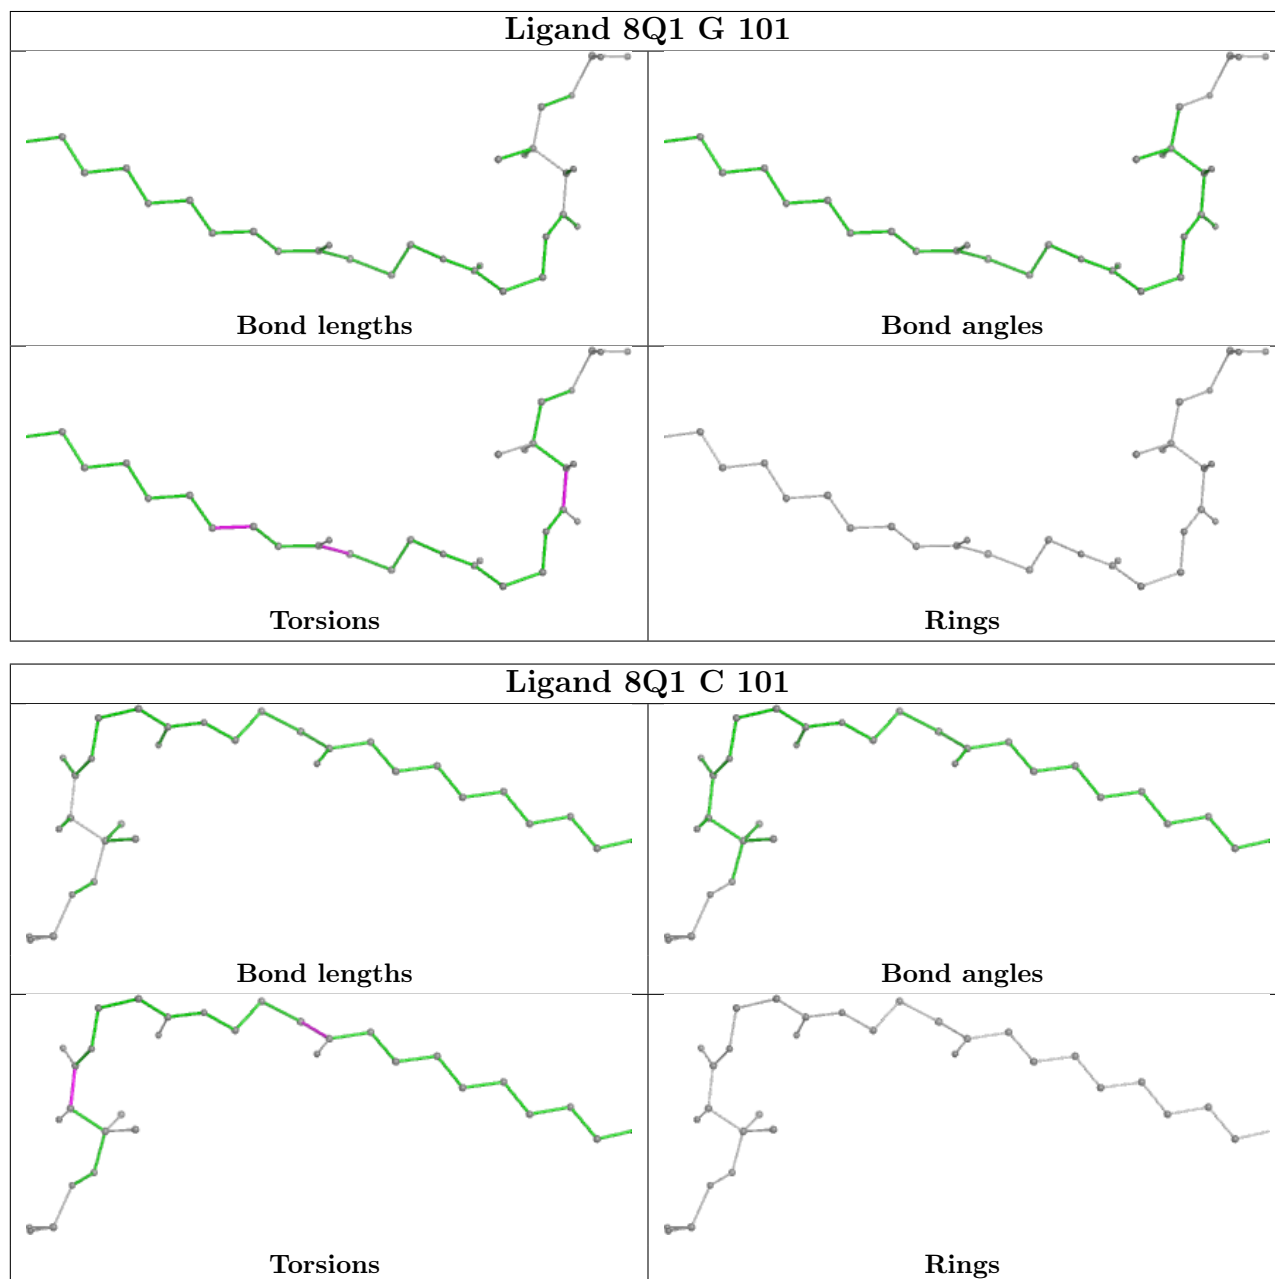 Ligand 8Q1 G 101
Bond lengths
Bond angles
Torsions
Rings
Ligand 8Q1 C 101
Bond lengths
Bond angles
Torsions
Rings